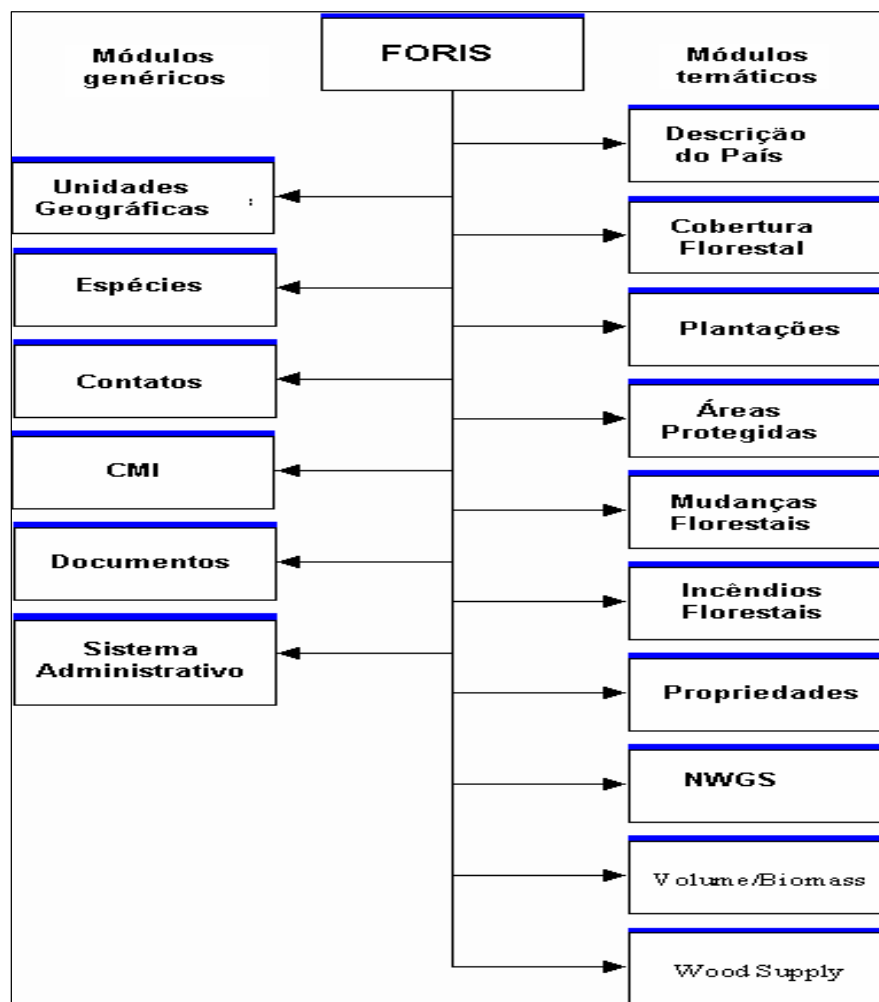 FORIS
Módulos
genéricos
Unidades
Geográficas :
Espécies
Contatos
CMI
Documentos
Sistema
Administrativo
Módulos
temáticos
Descrição
do País
Cobertura
Florestal
Plantações
Áreas
Protegidas
Mudanças
Florestais
Incêndios
Florestais
Propriedades
NWGS
Volume/Biomass
Wood Supply